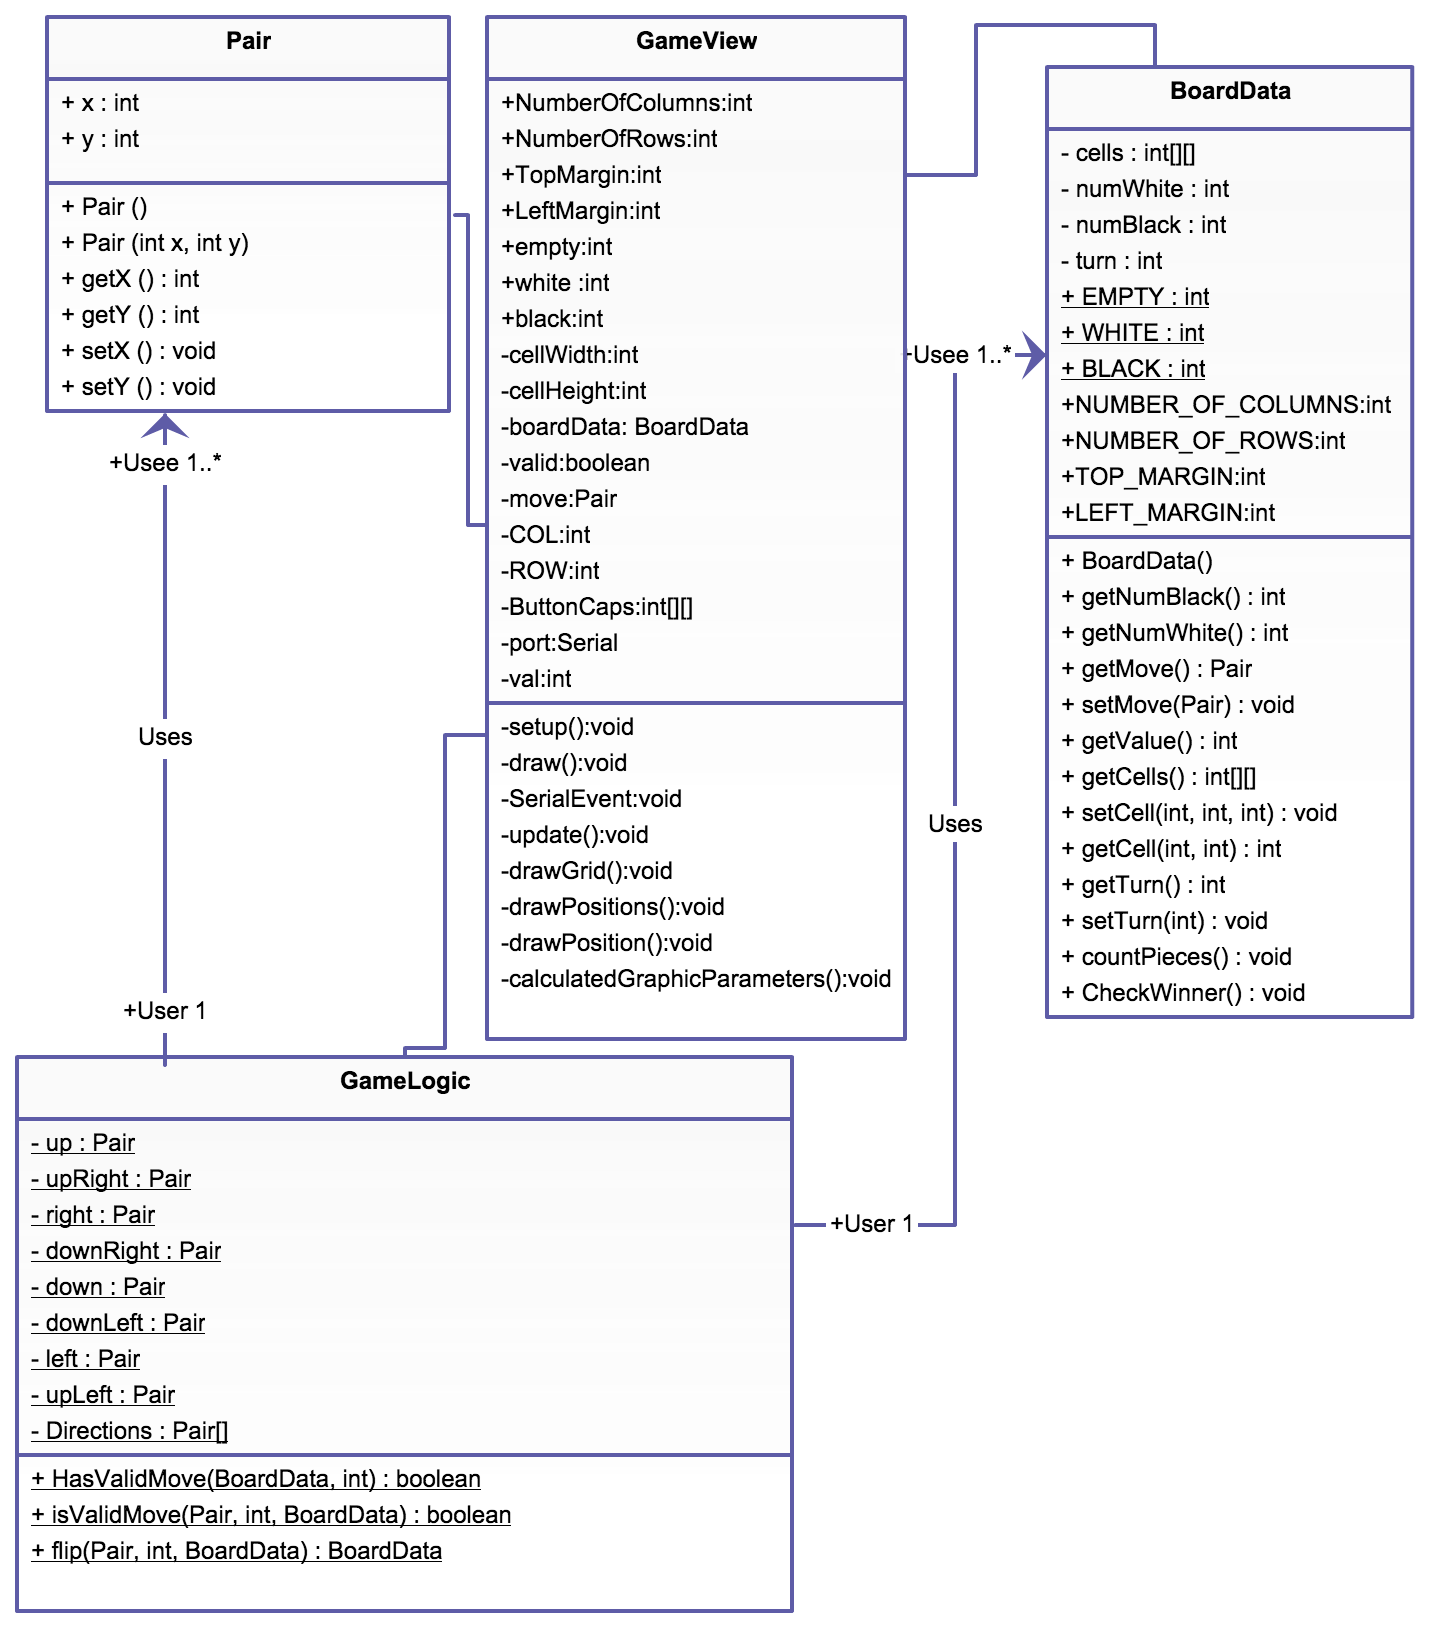 Pair
+ x : int
+ y : int
+ Pair ()
+ Pair (int x, int y)
+ getX () : int
+ getY () : int
+ setX () : void
+ setY () : void
GameView
+NumberOfColumns:int
+NumberOfRows:int
+TopMargin:int
+LeftMargin:int
+empty:int
+white :int
+black:int
-cellWidth:int
-cellHeight:int
-boardData: BoardData
-valid:boolean
-move:Pair
-COL:int
-ROW:int
-ButtonCaps:int[][]
-port:Serial
-val:int
-setup():void
-draw():void
-SerialEvent:void
-update():void
-drawGrid():void
-drawPositions():void
-drawPosition():void
-calculatedGraphicParameters():void
BoardData
- cells : int[][]
- numWhite : int
- numBlack : int
- turn : int
+ EMPTY : int
+ WHITE : int
+ BLACK : int
+NUMBER_OF_COLUMNS:int
+NUMBER_OF_ROWS:int
+TOP_MARGIN:int
+LEFT_MARGIN:int
+ BoardData()
+ getNumBlack() : int
+ getNumWhite() : int
+ getMove() : Pair
+ setMove(Pair) : void
+ getValue() : int
+ getCells() : int[][]
+ setCell(int, int, int) : void
+ getCell(int, int) : int
+ getTurn() : int
+ setTurn(int) : void
+ countPieces() : void
+ CheckWinner() : void
+Usee 1..*
Uses
+User 1
+Usee 1..*
Uses
+User 1
GameLogic
- up : Pair
- upRight : Pair
- right : Pair
- downRight : Pair
- down : Pair
- downLeft : Pair
- left : Pair
- upLeft : Pair
- Directions : Pair[]
+ HasValidMove(BoardData, int) : boolean
+ isValidMove(Pair, int, BoardData) : boolean
+ flip(Pair, int, BoardData) : BoardData